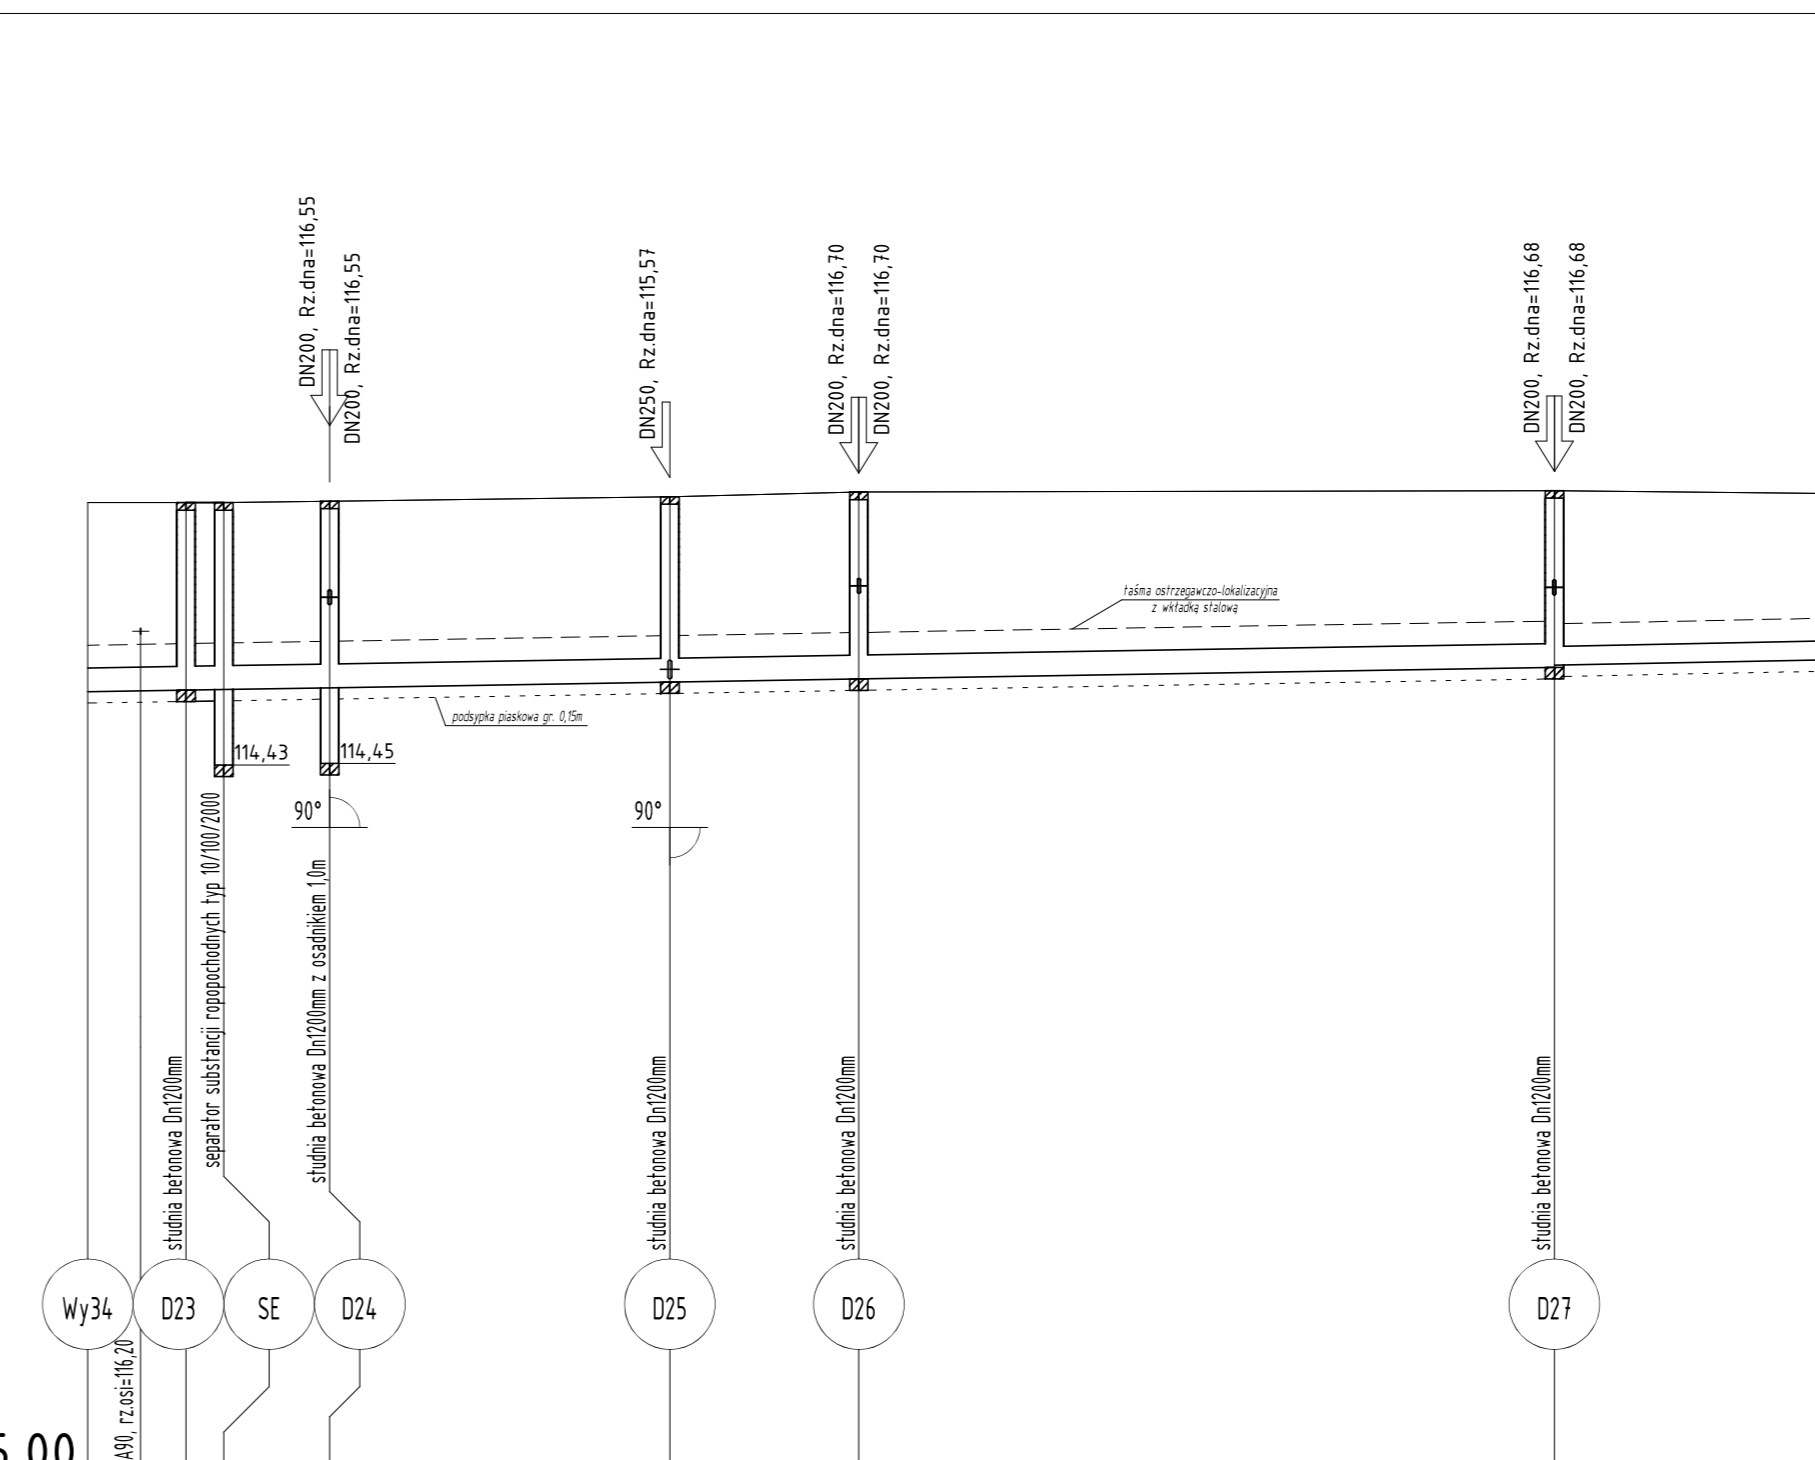 DN200, Rz.dna=116,55
DN200, Rz.dna=116,55
DN250, Rz.dna=115,57
DN200, Rz.dna=116,70
DN200, Rz.dna=116,70
DN200, Rz.dna=116,68
DN200, Rz.dna=116,68
taśma ostrzegawczo-lokalizacyjna
z wkładką stalową
podsypka piaskowa gr. 0,15m
114,43
114,45
90°
90°
studnia betonowa Dn1200mm
separator substancji ropopochodnych typ 10/100/2000
studnia betonowa Dn1200mm z osadnikiem 1,0m
studnia betonowa Dn1200mm
studnia betonowa Dn1200mm
studnia betonowa Dn1200mm
Wy34
D23
SE
D24
D25
D26
D27
A90, rz.osi=116,20
5,00